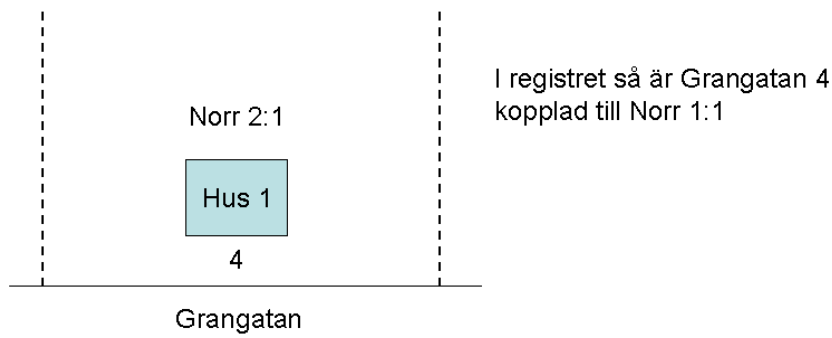 Norr 2:1
Hus 1
4
Grangatan
I registret så är Grangatan 4
kopplad till Norr 1:1